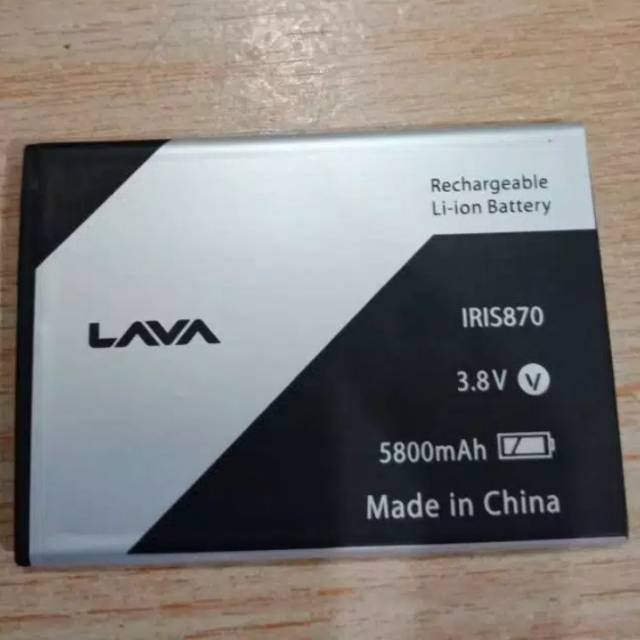 Rechargeable
Li-ion Battery
LAVA
IRIS870
3.8V V
5800mAh
Made in China